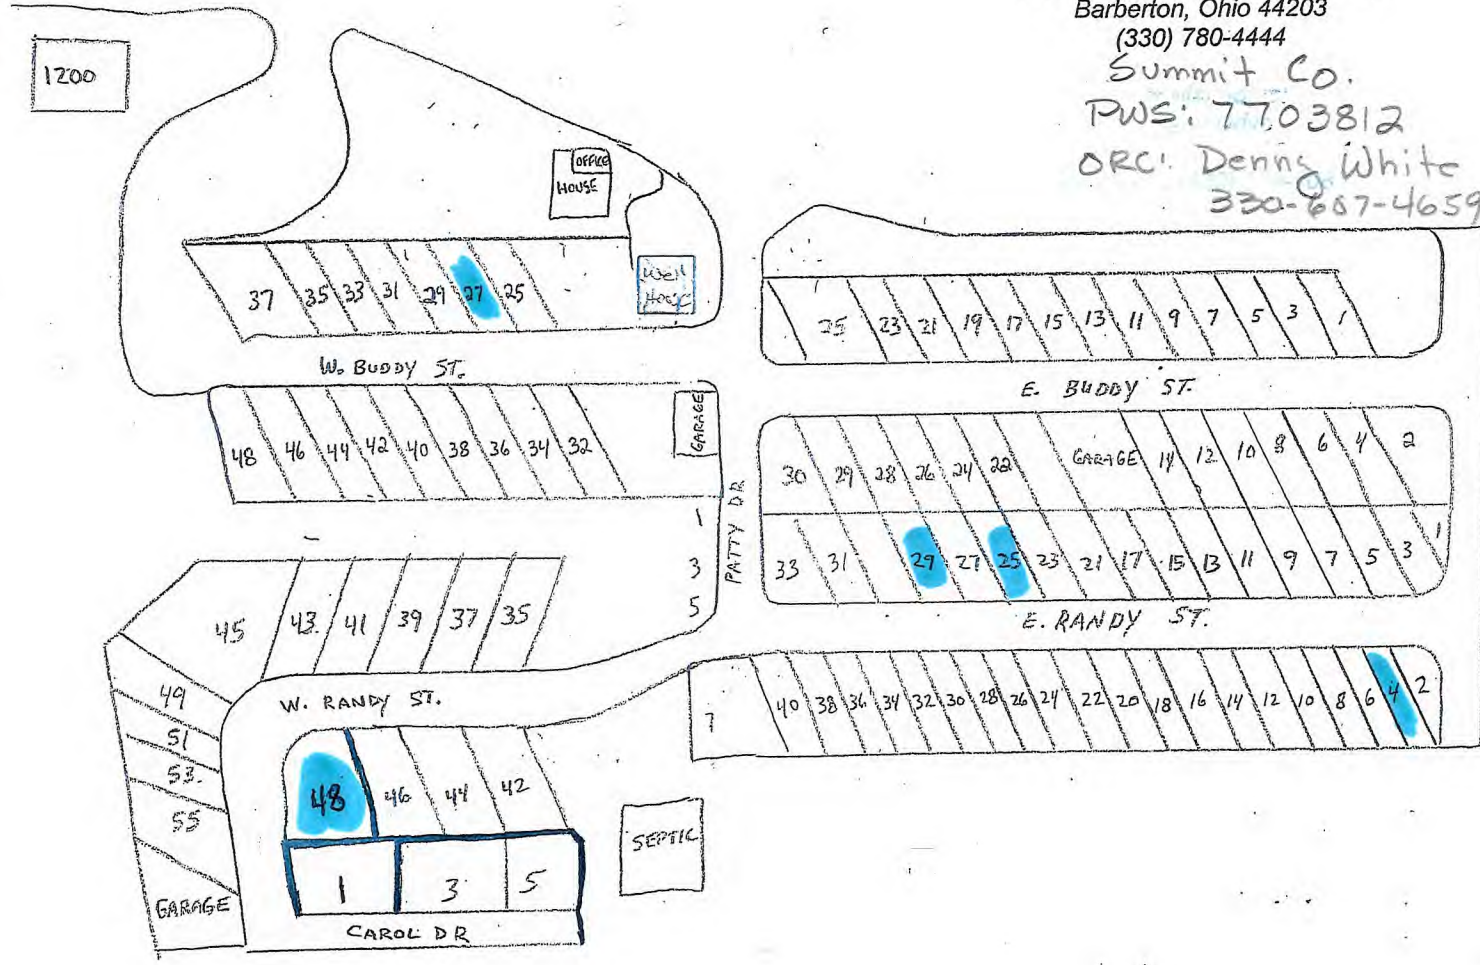 Barberton, Ohio 44203
(330) 780-4444
Summit Co.
PWS: 7703812
ORC: Denny White
330-607-4659
1200
OFFICE
HOUSE
Well
House
37 35 33 31 29 27 25
W. BUDDY ST.
25 23 21 19 17 15 13 11 9 7 5 3 1
E. BUDDY ST.
48 46 44 42 40 38 36 34 32
GARAGE
30 29 28 26 24 22 GARAGE 14 12 10 8 6 4 2
PATTY DR
1
3
5
33 31 29 27 25 23 21 17 15 13 11 9 7 5 3 1
E. RANDY ST.
45 43 41 39 37 35
49
51
53
55
GARAGE
W. RANDY ST.
7 40 38 36 34 32 30 28 26 24 22 20 18 16 14 12 10 8 6 4 2
48 46 44 42
1 3 5
CAROL DR
SEPTIC